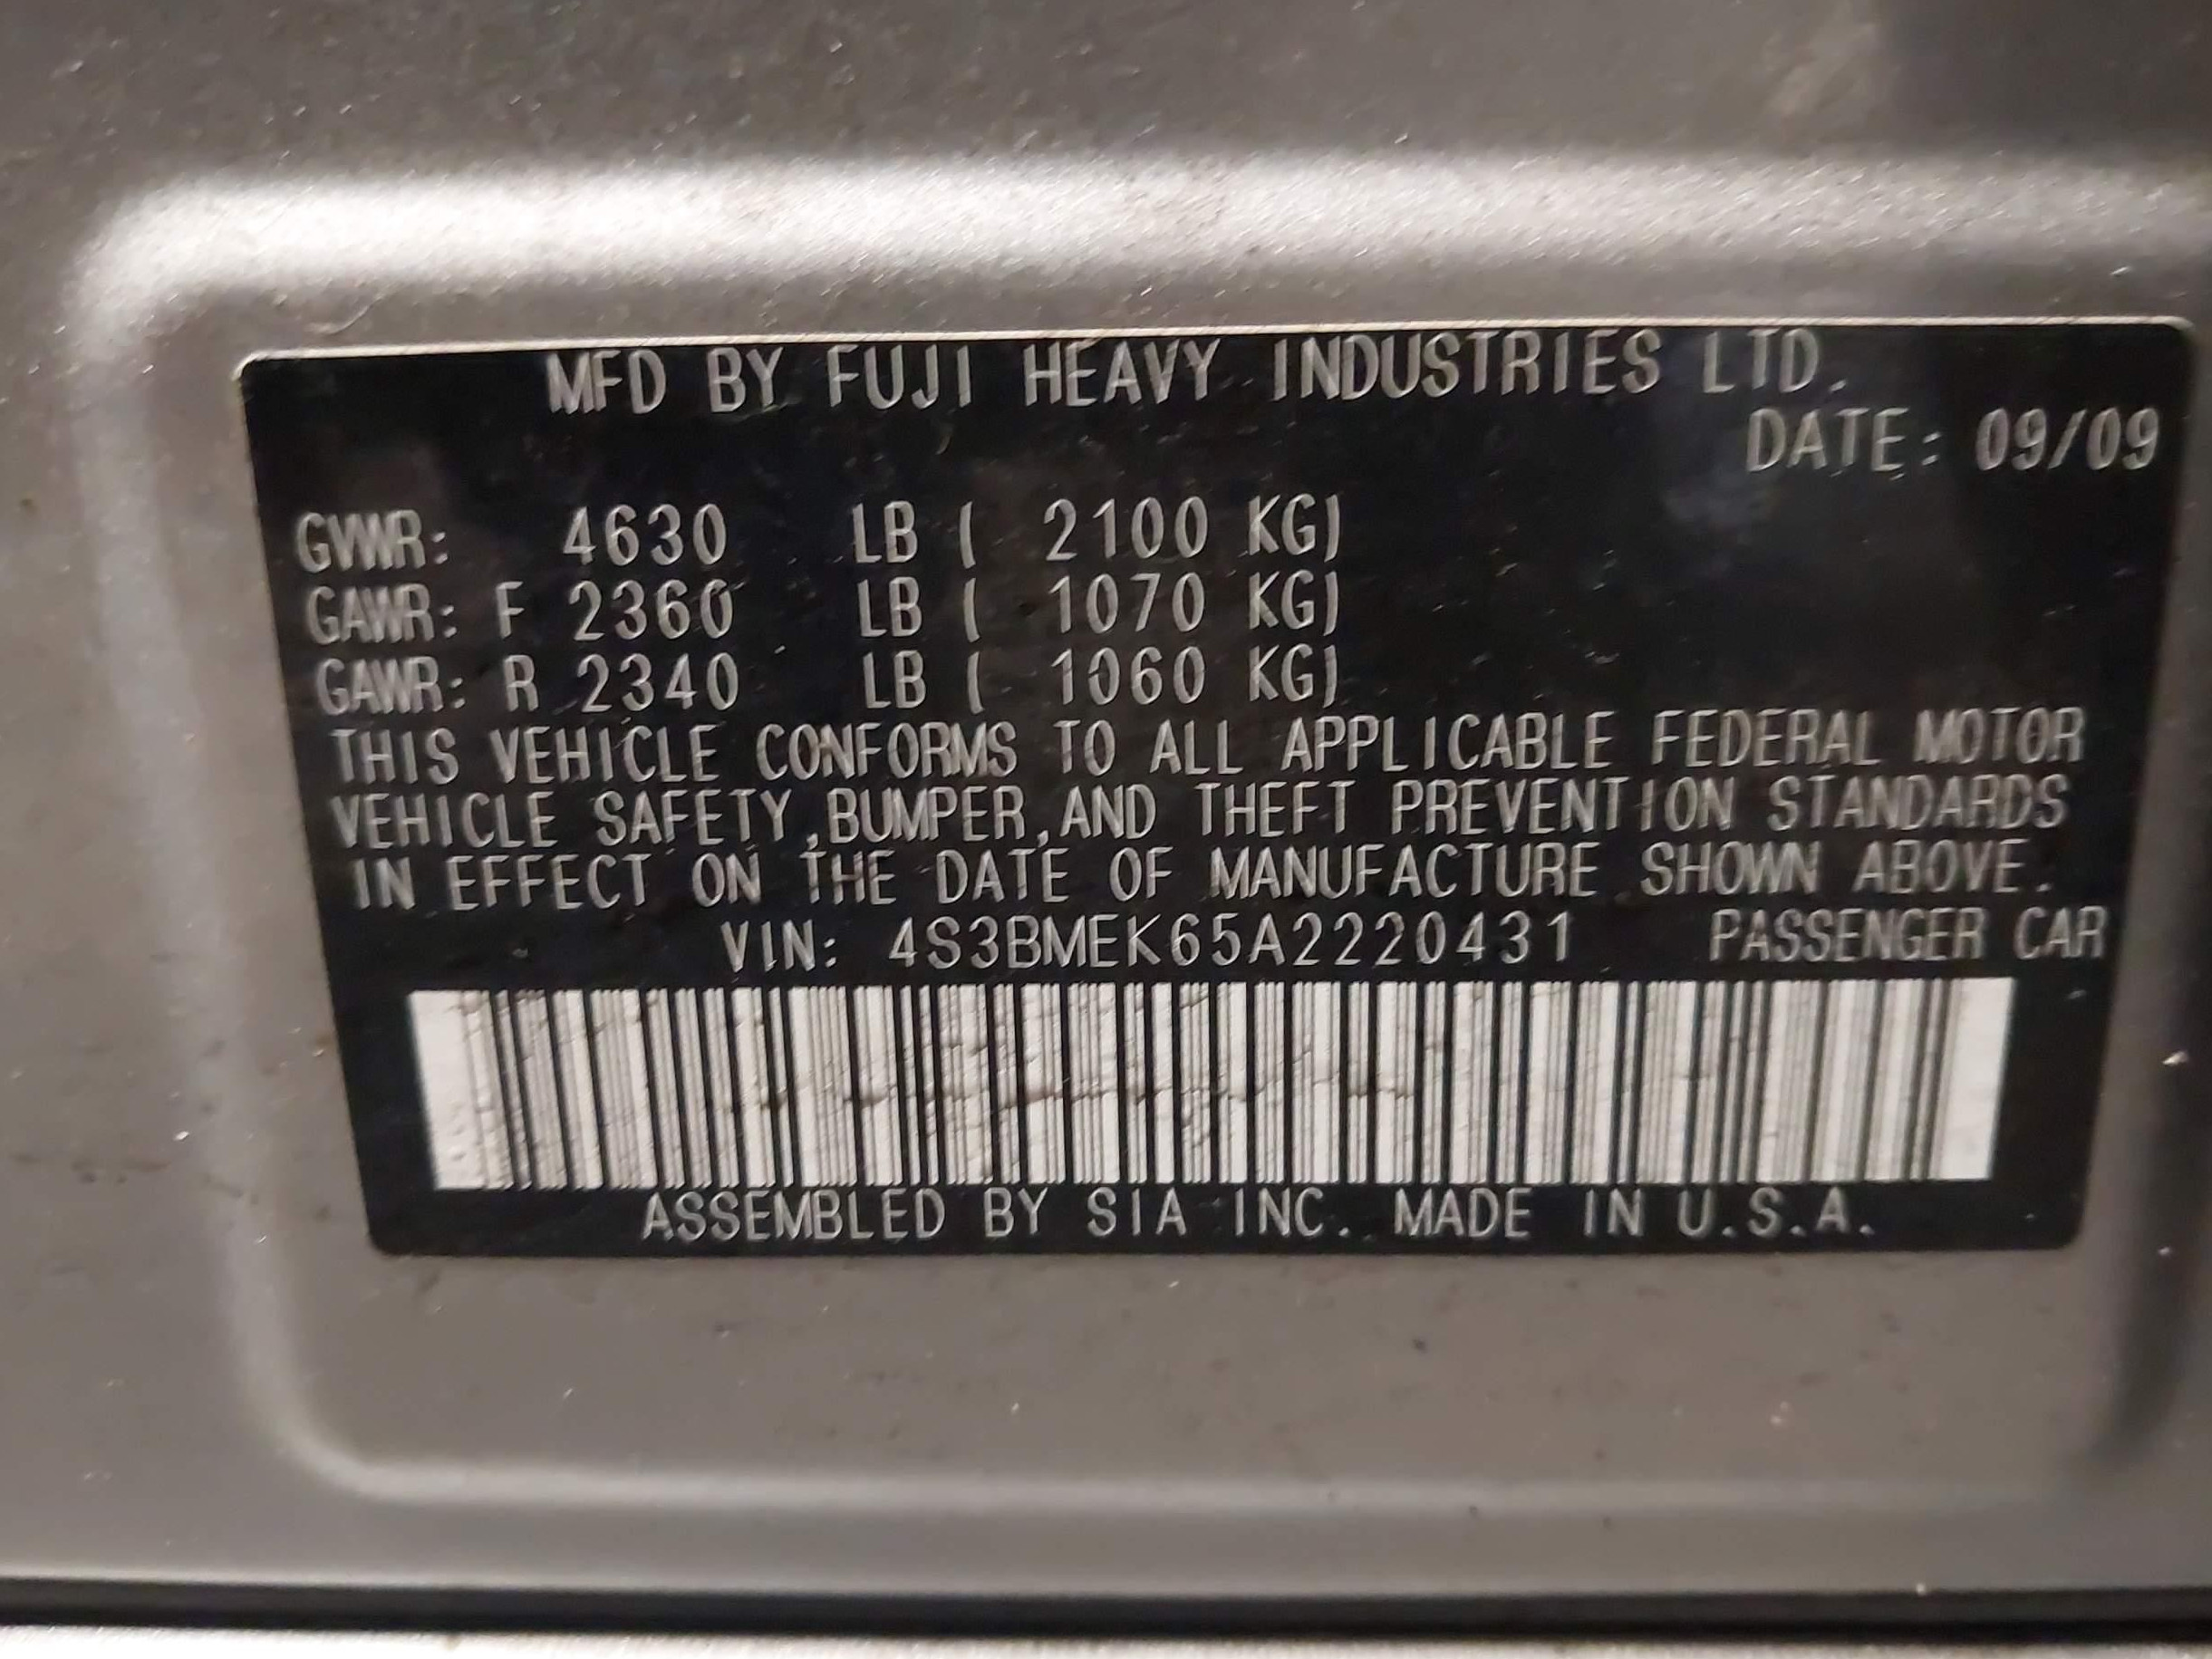 MFD BY FUJI HEAVY INDUSTRIES LTD.
DATE: 09/09
GVWR: 4630 LB ( 2100 KG)
GAWR: F 2360 LB ( 1070 KG)
GAWR: R 2340 LB ( 1060 KG)
THIS VEHICLE CONFORMS TO ALL APPLICABLE FEDERAL MOTOR
VEHICLE SAFETY,BUMPER,AND THEFT PREVENTION STANDARDS
IN EFFECT ON THE DATE OF MANUFACTURE SHOWN ABOVE.
VIN: 4S3BMEK65A2220431 PASSENGER CAR
ASSEMBLED BY SIA INC. MADE IN U.S.A.